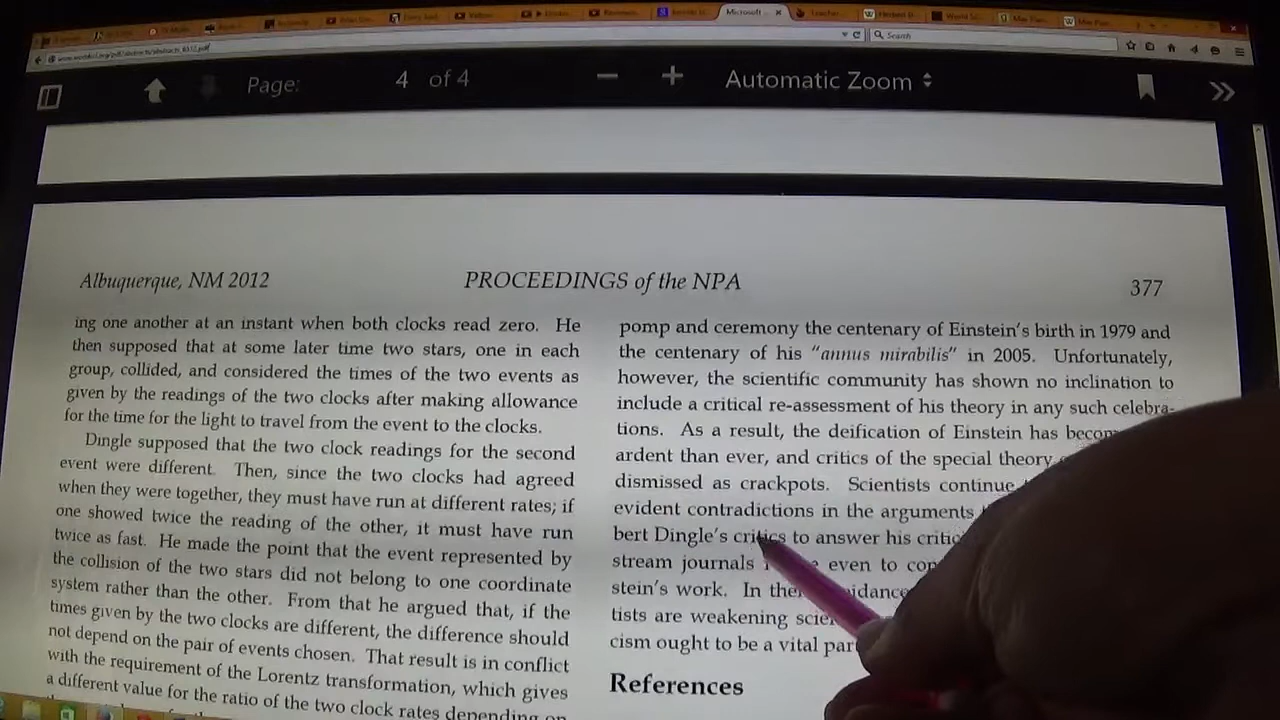 Microsoft
Search
Page:
4 of 4
Automatic Zoom
Albuquerque, NM 2012
PROCEEDINGS of the NPA
377
ing one another at an instant when both clocks read zero. He
then supposed that at some later time two stars, one in each
group, collided, and considered the times of the two events as
given by the readings of the two clocks after making allowance
for the time for the light to travel from the event to the clocks.
Dingle supposed that the two clock readings for the second
event were different. Then, since the two clocks had agreed
when they were together, they must have run at different rates; if
one showed twice the reading of the other, it must have run
twice as fast. He made the point that the event represented by
the collision of the two stars did not belong to one coordinate
system rather than the other. From that he argued that, if the
times given by the two clocks are different, the difference should
not depend on the pair of events chosen. That result is in conflict
with the requirement of the Lorentz transformation, which gives
a different value for the ratio of the two clock rates depending on
pomp and ceremony the centenary of Einstein's birth in 1979 and
the centenary of his "annus mirabilis" in 2005. Unfortunately,
however, the scientific community has shown no inclination to
include a critical re-assessment of his theory in any such celebra-
tions. As a result, the deification of Einstein has becom
ardent than ever, and critics of the special theory
dismissed as crackpots. Scientists continue
evident contradictions in the arguments
bert Dingle's critics to answer his critic
stream journals even to con
stein's work. In the
tists are weakening scie
cism ought to be a vital par
References